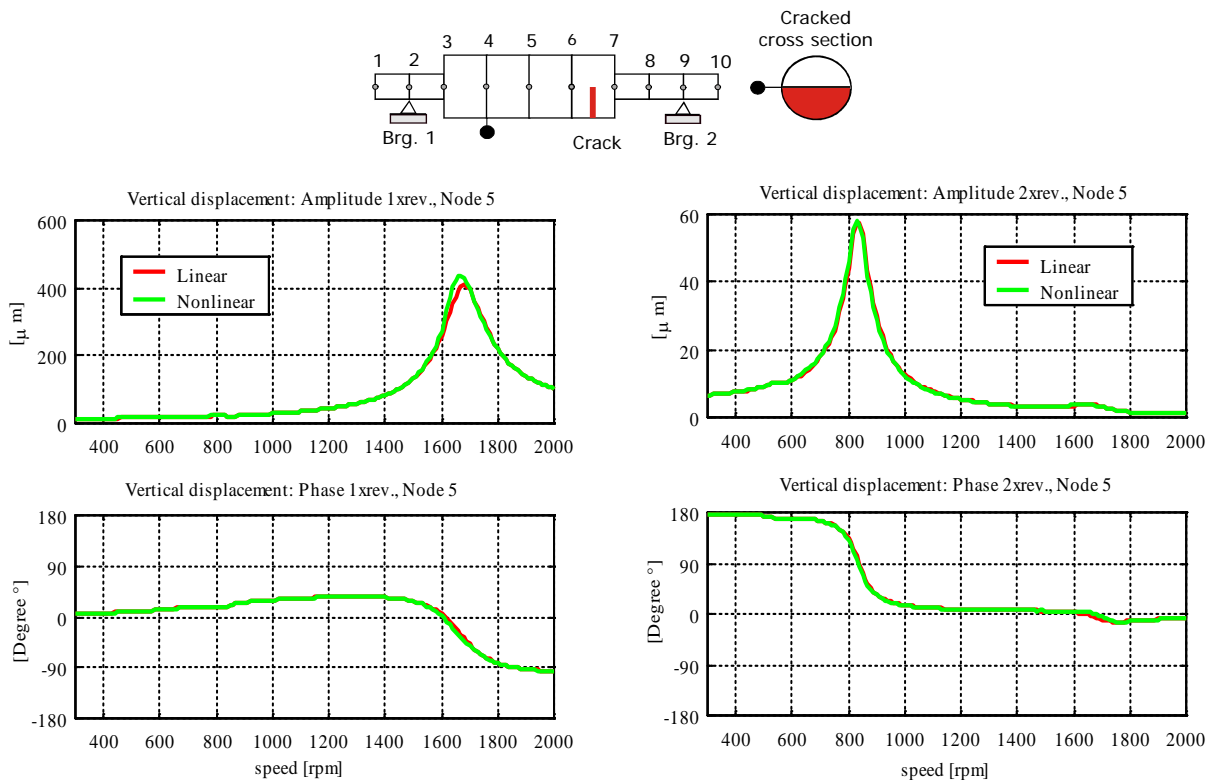 Cracked
cross section
1 2 3 4 5 6 7 8 9 10
Brg. 1
Crack
Brg. 2
Vertical displacement: Amplitude 1xrev., Node 5
600
400
200
0
[μ m]
Linear
Nonlinear
400 600 800 1000 1200 1400 1600 1800 2000
Vertical displacement: Amplitude 2xrev., Node 5
60
40
20
0
[μ m]
Linear
Nonlinear
400 600 800 1000 1200 1400 1600 1800 2000
Vertical displacement: Phase 1xrev., Node 5
180
90
0
-90
-180
[Degree °]
400 600 800 1000 1200 1400 1600 1800 2000
speed [rpm]
Vertical displacement: Phase 2xrev., Node 5
180
90
0
-90
-180
[Degree °]
400 600 800 1000 1200 1400 1600 1800 2000
speed [rpm]